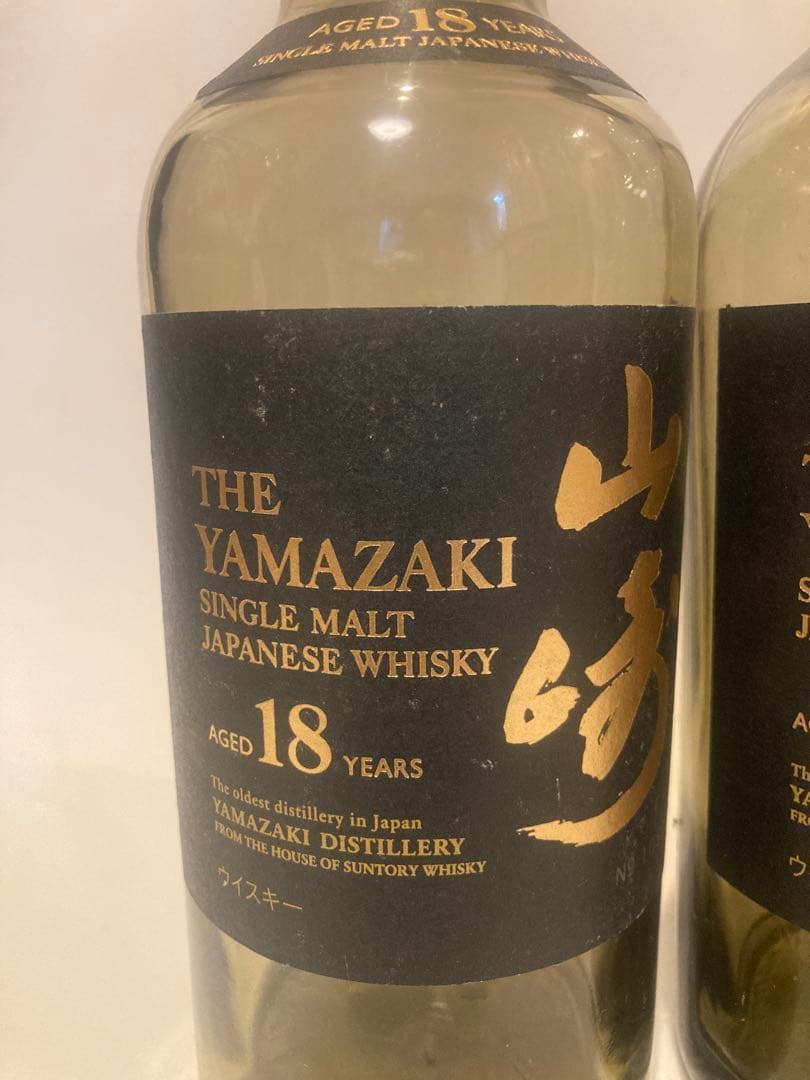 AGED 18 YEARS
SINGLE MALT JAPANESE WHISKY
THE
YAMAZAKI
SINGLE MALT
JAPANESE WHISKY
山崎
AGED 18 YEARS
The oldest distillery in Japan
YAMAZAKI DISTILLERY
FROM THE HOUSE OF SUNTORY WHISKY
ウイスキー